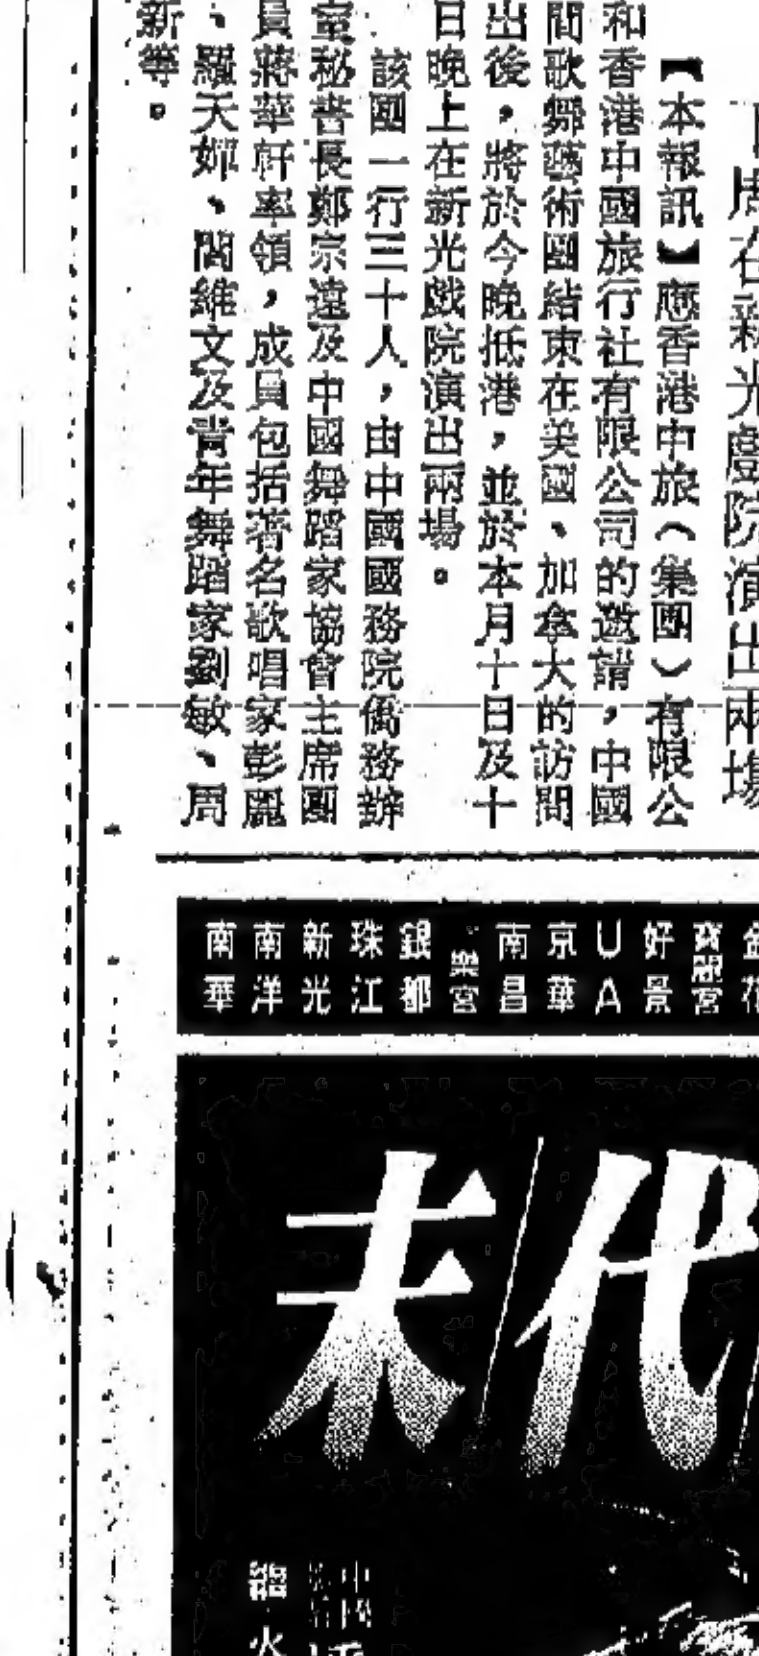 下周在新光戲院演出兩場
【本報訊】應香港中旅(集團)有限公
和香港中國旅行社有限公司的邀請,中國
間歌舞藝術團結束在美國、加拿大的訪問
出後,將於今晚抵港,並於本月十日及十
日晚上在新光戲院演出兩場。
該團一行三十人,由中國國務院僑務辦
室秘書長鄭宗遠及中國舞蹈家協會主席團
員蔣華軒率領,成員包括著名歌唱家彭麗
、羅天嬋、閻維文及青年舞蹈家劉敏、周
新等。
金花
寶麗宮
好景
UA
京華
南昌
樂宮
銀都
珠江
新光
南洋
南華
末代